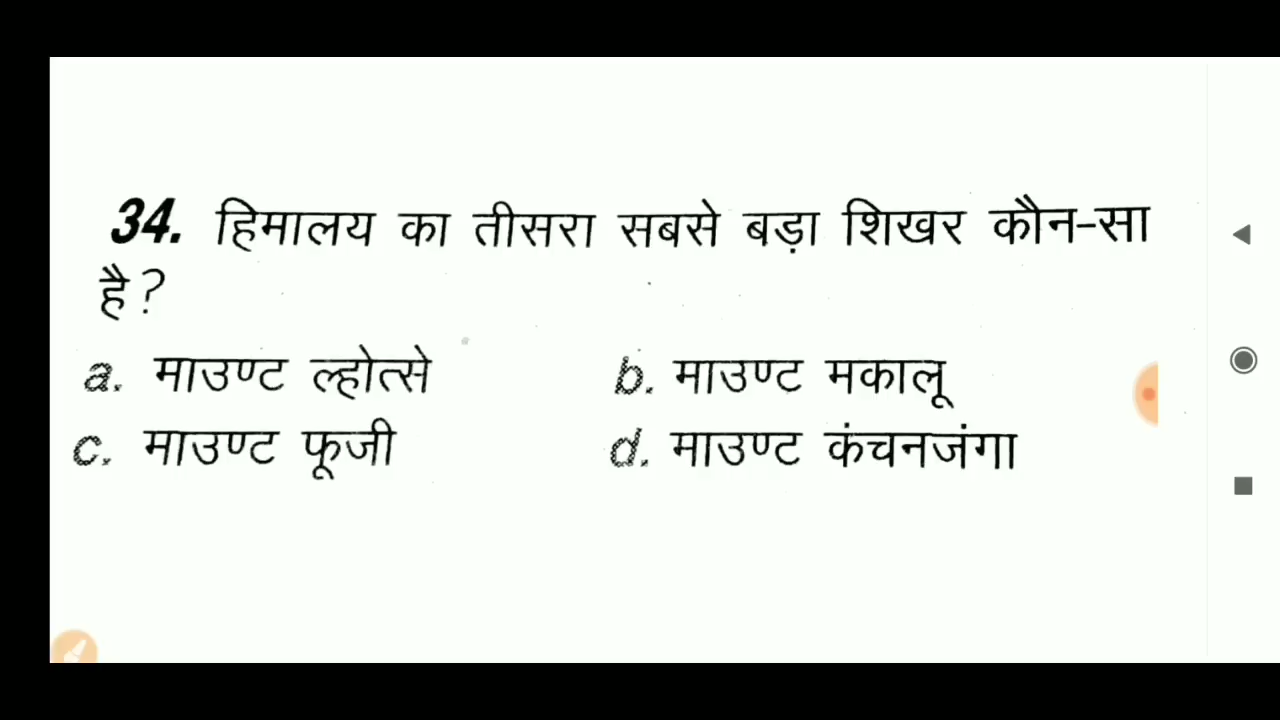 34. हिमालय का तीसरा सबसे बड़ा शिखर कौन-सा
है?
a. माउण्ट ल्होत्से b. माउण्ट मकालू
c. माउण्ट फूजी d. माउण्ट कंचनजंगा